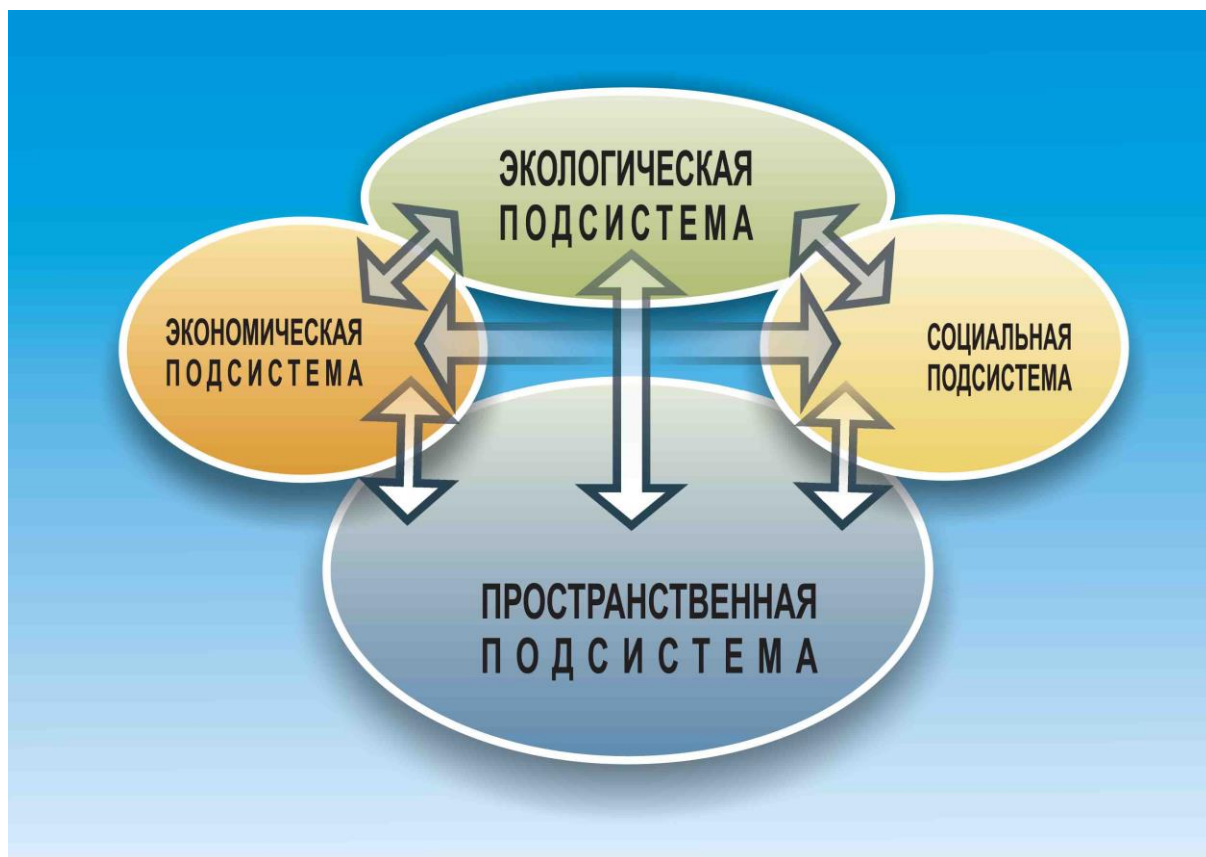 ЭКОЛОГИЧЕСКАЯ
ПОДСИСТЕМА
ЭКОНОМИЧЕСКАЯ
ПОДСИСТЕМА
СОЦИАЛЬНАЯ
ПОДСИСТЕМА
ПРОСТРАНСТВЕННАЯ
ПОДСИСТЕМА